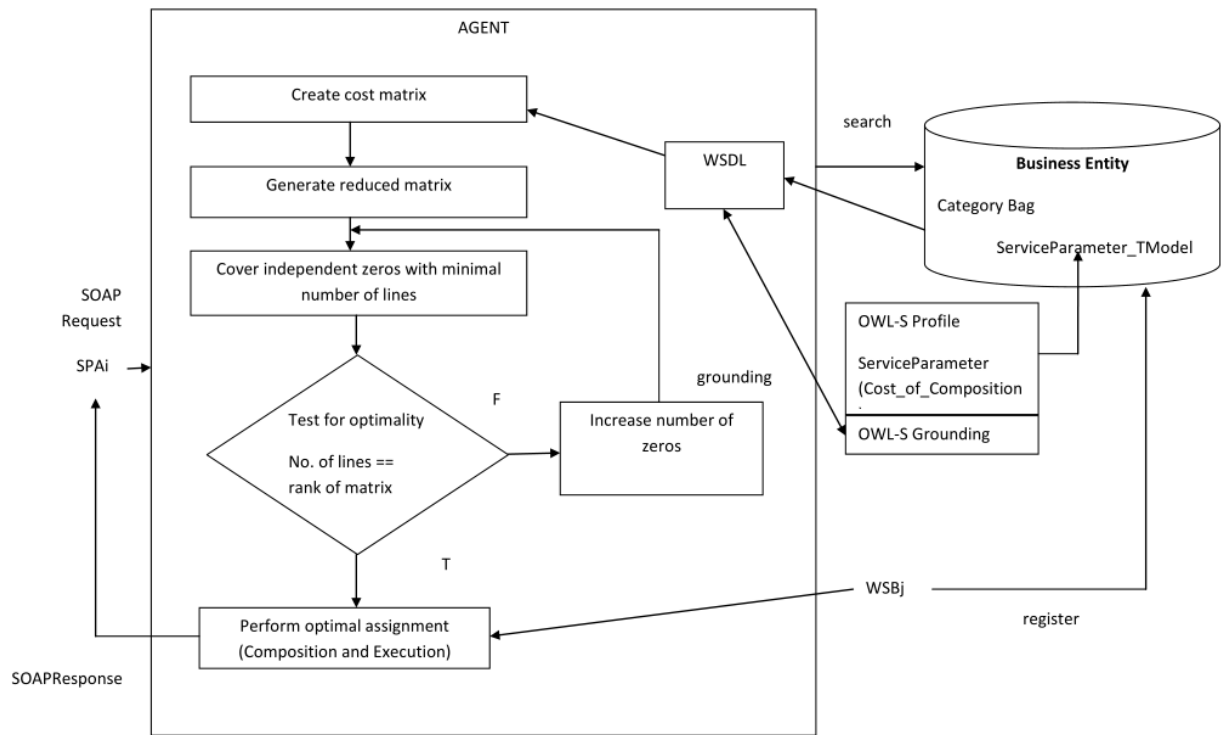 AGENT
Create cost matrix
search
WSDL
Business Entity
Generate reduced matrix
Category Bag
ServiceParameter_TModel
Cover independent zeros with minimal
number of lines
SOAP
Request
SPAi
OWL-S Profile
ServiceParameter
(Cost_of_Composition
.
OWL-S Grounding
grounding
F
Test for optimality
No. of lines ==
rank of matrix
Increase number of
zeros
T
WSBj
register
Perform optimal assignment
(Composition and Execution)
SOAPResponse